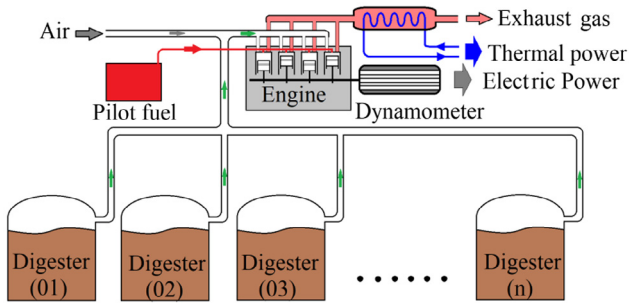 Air
Exhaust gas
Thermal power
Electric Power
Pilot fuel
Engine
Dynamometer
Digester
(01)
Digester
(02)
Digester
(03)
Digester
(n)